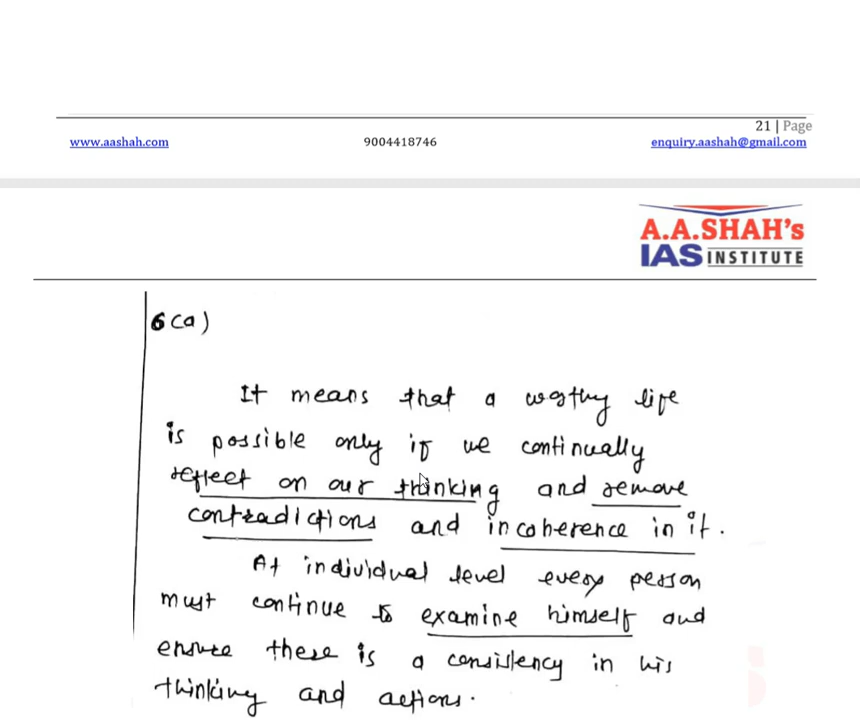 21 | Page
www.aashah.com 9004418746 enquiry.aashah@gmail.com
A.A.SHAH's
IAS INSTITUTE
6(a)
It means that a worthy life
is possible only if we continually
reflect on our thinking and remove
contradictions and incoherence in it.
At individual level every person
must continue to examine himself and
ensure there is a consistency in his
thinking and actions.